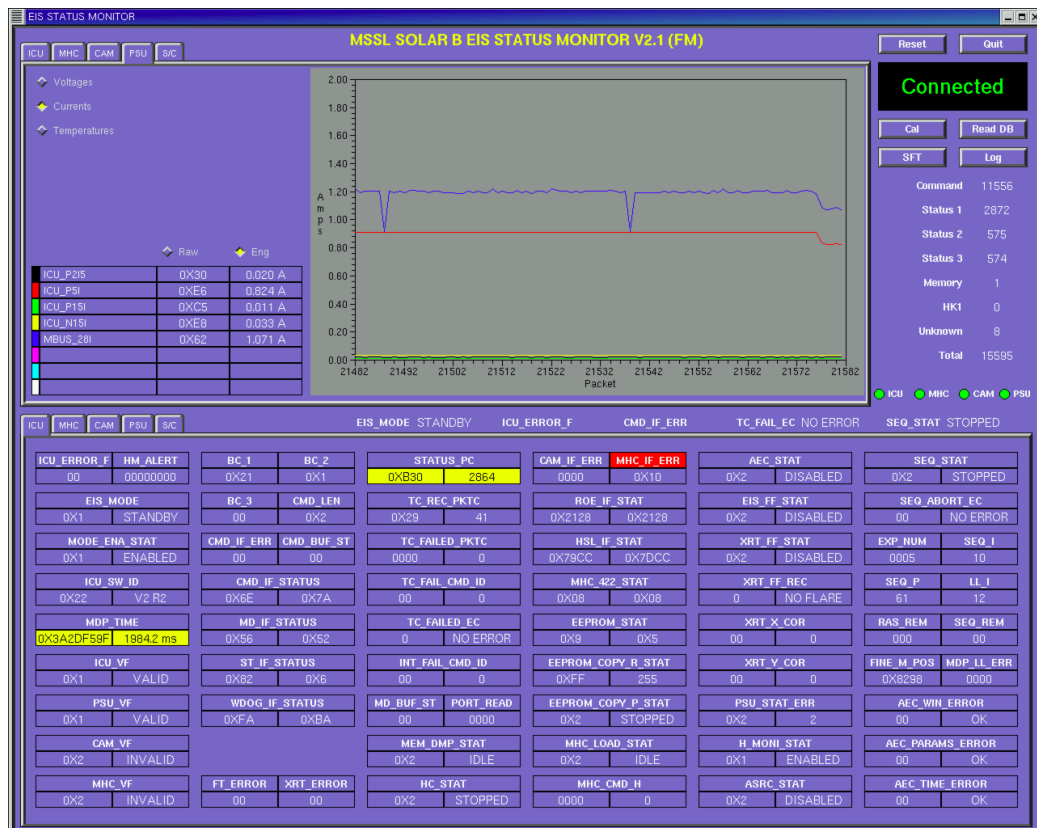 EIS STATUS MONITOR
MSSL SOLAR B EIS STATUS MONITOR V2.1 (FM)
Reset Quit
ICU MHC CAM PSU S/C
Voltages
Currents
Temperatures
Connected
Cal Read DB
SFT Log
Command 11556
Status 1 2872
Status 2 575
Status 3 574
Memory 1
HK1 0
Unknown 8
Total 15595
ICU MHC CAM PSU
Raw Eng
ICU_P2I5 0X30 0.020 A
ICU_P5I 0XE6 0.824 A
ICU_P15I 0XC5 0.011 A
ICU_N15I 0XE8 0.033 A
MBUS_28I 0X62 1.071 A
2.00
1.80
1.60
1.40
1.20
1.00
0.80
0.60
0.40
0.20
0.00
Amps
21482 21492 21502 21512 21522 21532 21542 21552 21562 21572 21582
Packet
ICU MHC CAM PSU S/C
EIS_MODE STANDBY ICU_ERROR_F CMD_IF_ERR TC_FAIL_EC NO ERROR SEQ_STAT STOPPED
ICU_ERROR_F HM_ALERT BC_1 BC_2 STATUS_PC CAM_IF_ERR MHC_IF_ERR AEC_STAT SEQ_STAT
00 00000000 0X21 0X1 0XB30 2864 0000 0X10 0X2 DISABLED 0X2 STOPPED
EIS_MODE BC_3 CMD_LEN TC_REC_PKTC ROE_IF_STAT EIS_FF_STAT SEQ_ABORT_EC
0X1 STANDBY 00 0X2 0X29 41 0X2128 0X2128 0X2 DISABLED 00 NO ERROR
MODE_ENA_STAT CMD_IF_ERR CMD_BUF_ST TC_FAILED_PKTC HSL_IF_STAT XRT_FF_STAT EXP_NUM SEQ_I
0X1 ENABLED 00 00 0000 0 0X79CC 0X7DCC 0X2 DISABLED 0005 10
ICU_SW_ID CMD_IF_STATUS TC_FAIL_CMD_ID MHC_422_STAT XRT_FF_REC SEQ_P LL_I
0X22 V2 R2 0X6E 0X7A 00 0 0X08 0X08 0 NO FLARE 61 12
MDP_TIME MD_IF_STATUS TC_FAILED_EC EEPROM_STAT XRT_X_COR RAS_REM SEQ_REM
0X3A2DF59F 1984.2 ms 0X56 0X52 0 NO ERROR 0X9 0X5 00 0 000 00
ICU_VF ST_IF_STATUS INT_FAIL_CMD_ID EEPROM_COPY_R_STAT XRT_Y_COR FINE_M_POS MDP_LL_ERR
0X1 VALID 0X82 0X6 00 0 0XFF 255 00 0 0X8298 0000
PSU_VF WDOG_IF_STATUS MD_BUF_ST PORT_READ EEPROM_COPY_P_STAT PSU_STAT_ERR AEC_WIN_ERROR
0X1 VALID 0XFA 0XBA 00 0000 0X2 STOPPED 0X2 2 00 OK
CAM_VF MEM_DMP_STAT MHC_LOAD_STAT H_MONI_STAT AEC_PARAMS_ERROR
0X2 INVALID 0X2 IDLE 0X2 IDLE 0X1 ENABLED 00 OK
MHC_VF FT_ERROR XRT_ERROR HC_STAT MHC_CMD_H ASRC_STAT AEC_TIME_ERROR
0X2 INVALID 00 00 0X2 STOPPED 0000 0 0X2 DISABLED 00 OK